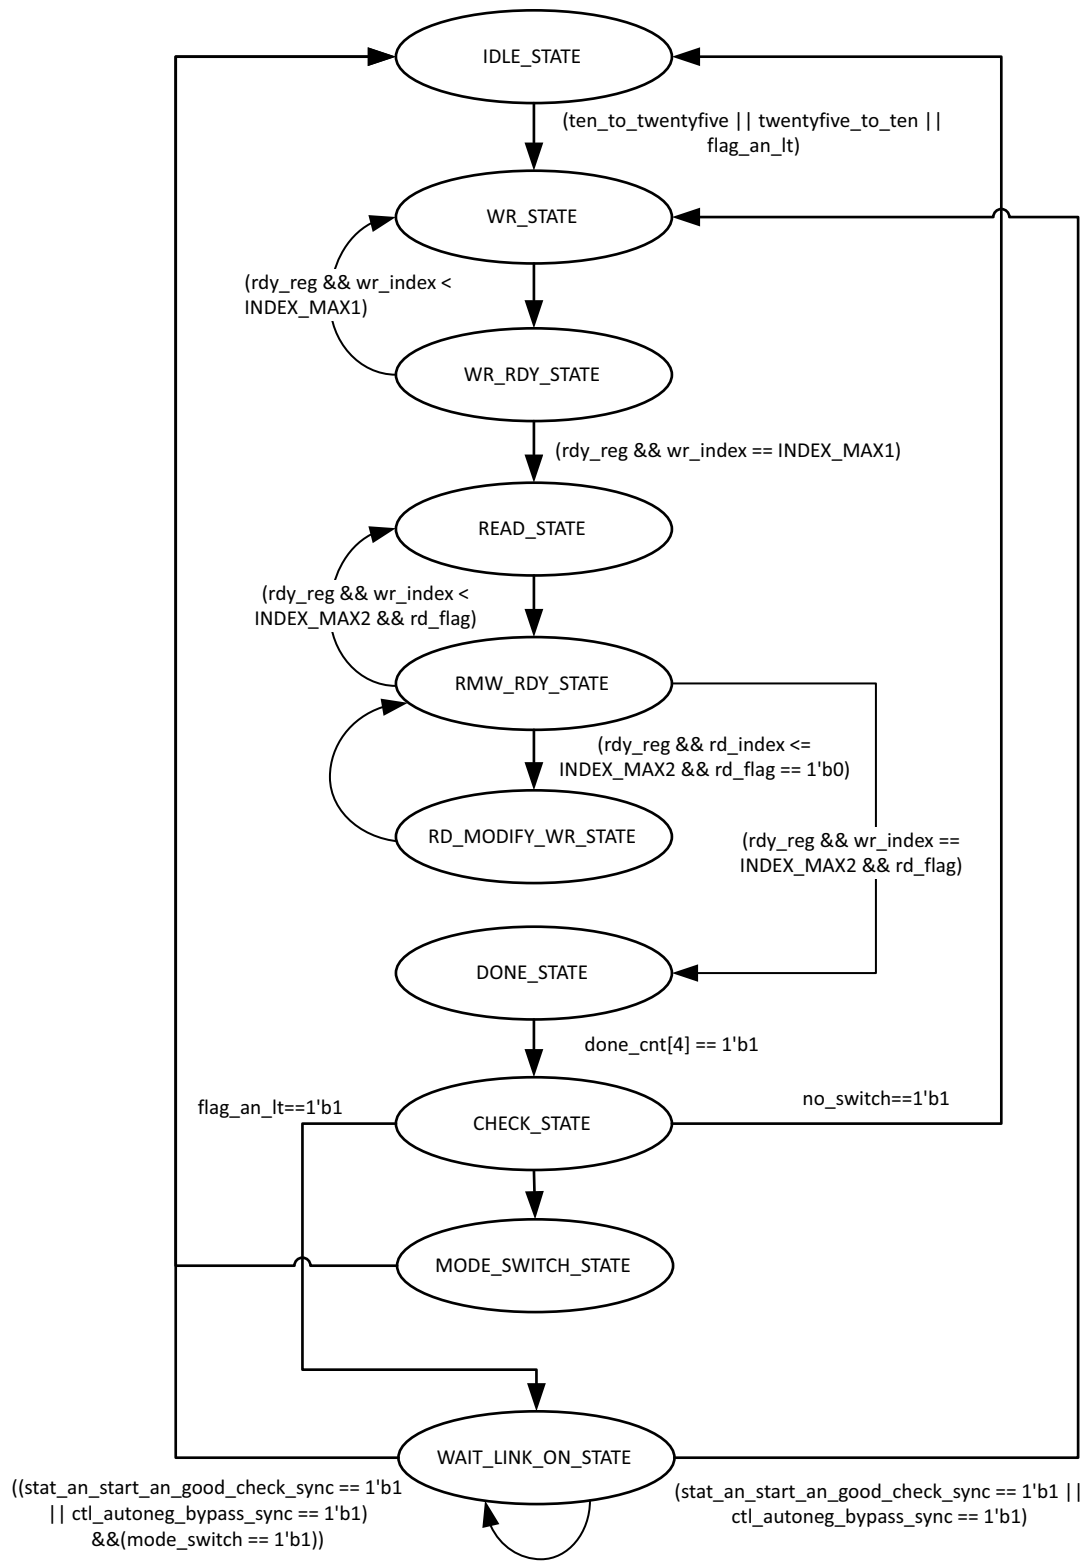 IDLE_STATE
(ten_to_twentyfive || twentyfive_to_ten ||
flag_an_lt)
WR_STATE
(rdy_reg && wr_index <
INDEX_MAX1)
WR_RDY_STATE
(rdy_reg && wr_index == INDEX_MAX1)
READ_STATE
(rdy_reg && wr_index <
INDEX_MAX2 && rd_flag)
RMW_RDY_STATE
(rdy_reg && rd_index <=
INDEX_MAX2 && rd_flag == 1'b0)
RD_MODIFY_WR_STATE
(rdy_reg && wr_index ==
INDEX_MAX2 && rd_flag)
DONE_STATE
done_cnt[4] == 1'b1
flag_an_lt==1'b1
no_switch==1'b1
CHECK_STATE
MODE_SWITCH_STATE
WAIT_LINK_ON_STATE
((stat_an_start_an_good_check_sync == 1'b1
|| ctl_autoneg_bypass_sync == 1'b1)
&&(mode_switch == 1'b1))
(stat_an_start_an_good_check_sync == 1'b1 ||
ctl_autoneg_bypass_sync == 1'b1)